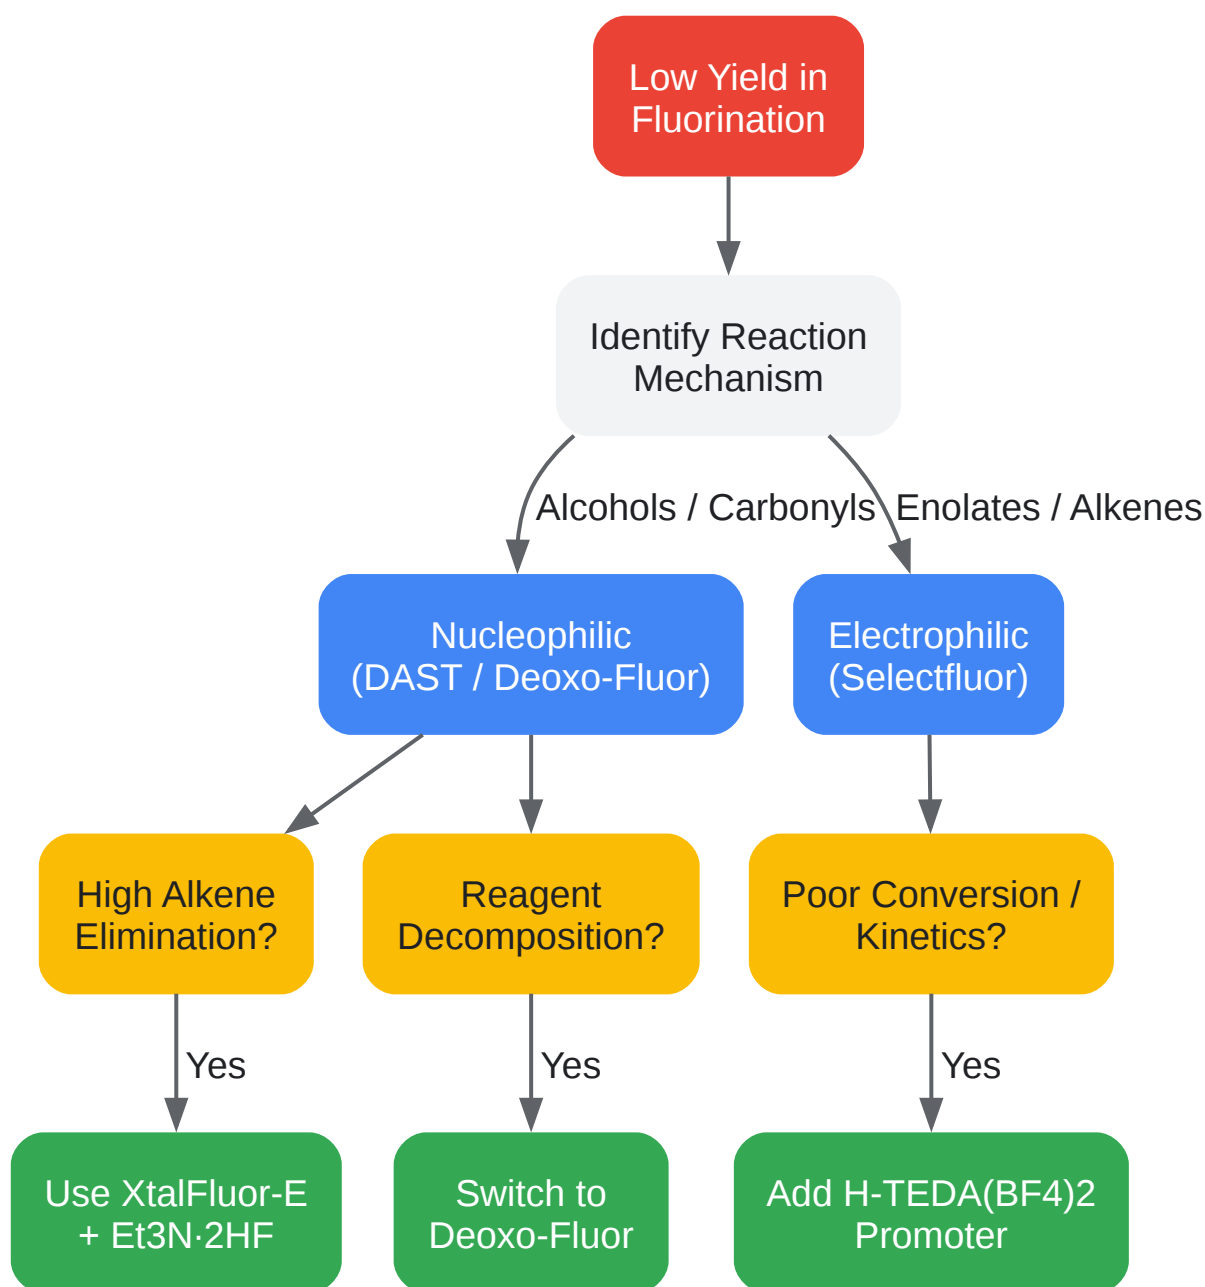 Low Yield in
Fluorination
Identify Reaction
Mechanism
Alcohols / Carbonyls
Enolates / Alkenes
Nucleophilic
(DAST / Deoxo-Fluor)
Electrophilic
(Selectfluor)
High Alkene
Elimination?
Reagent
Decomposition?
Poor Conversion /
Kinetics?
Yes
Yes
Yes
Use XtalFluor-E
+ Et3N·2HF
Switch to
Deoxo-Fluor
Add H-TEDA(BF4)2
Promoter